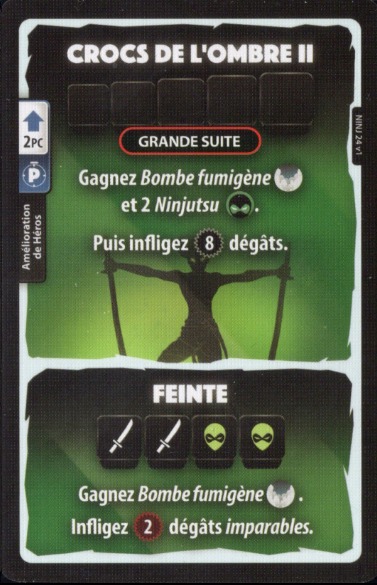 CROCS DE L'OMBRE II
GRANDE SUITE
2PC
P
Amélioration
de Héros
NINJ 24 v1
Gagnez Bombe fumigène
et 2 Ninjutsu .
Puis infligez 8 dégâts.
FEINTE
Gagnez Bombe fumigène .
Infligez 2 dégâts imparables.